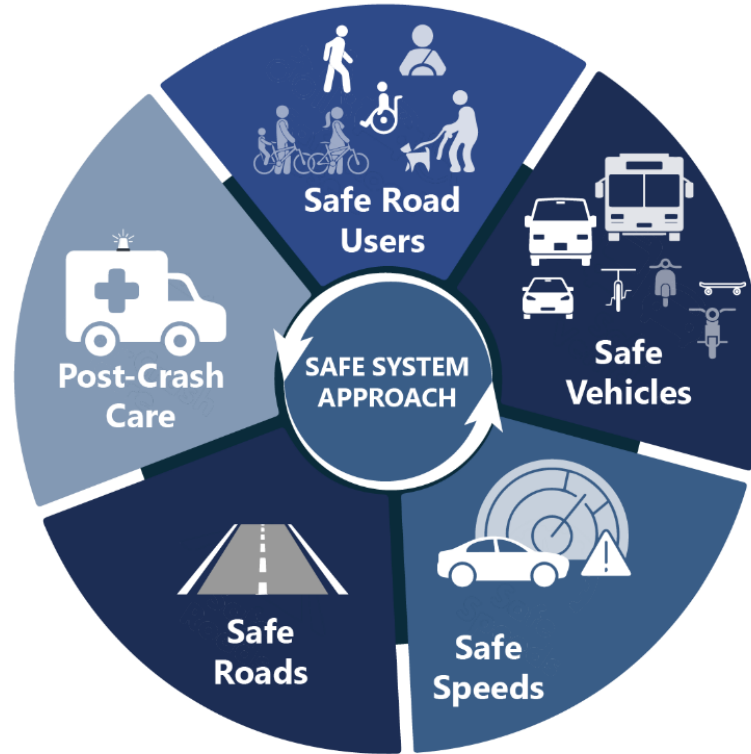 Safe Road
Users
Safe
Vehicles
Safe
Speeds
Safe
Roads
Post-Crash
Care
SAFE SYSTEM
APPROACH